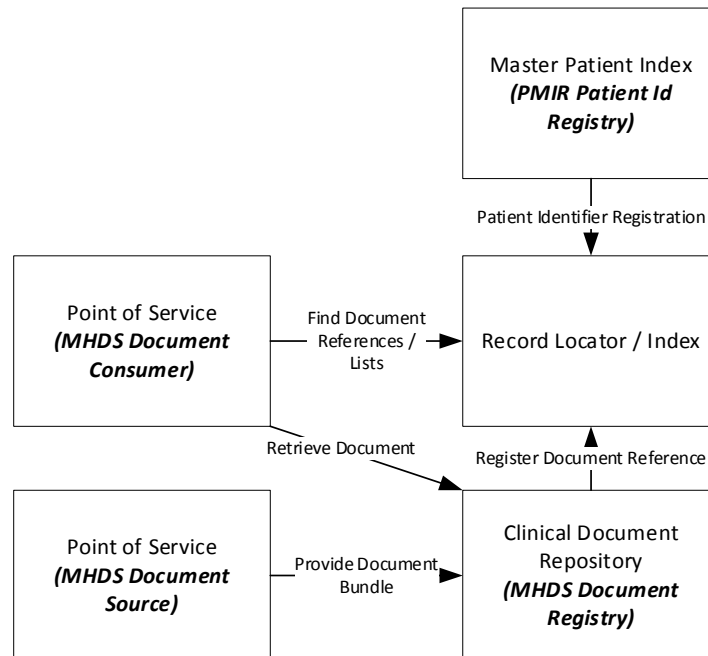 Master Patient Index
(PMIR Patient Id
Registry)
Patient Identifier Registration
Point of Service
(MHDS Document
Consumer)
Find Document
References /
Lists
Record Locator / Index
Retrieve Document
Register Document Reference
Point of Service
(MHDS Document
Source)
Provide Document
Bundle
Clinical Document
Repository
(MHDS Document
Registry)